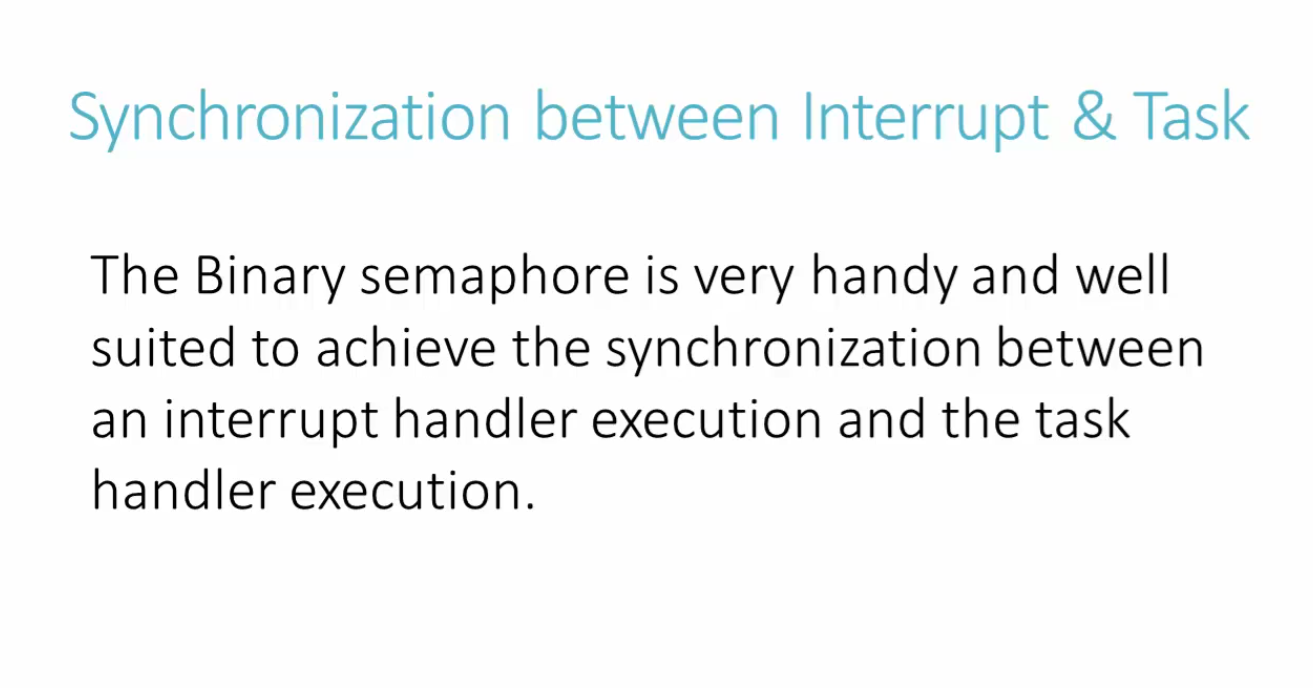 Synchronization between Interrupt & Task
The Binary semaphore is very handy and well
suited to achieve the synchronization between
an interrupt handler execution and the task
handler execution.